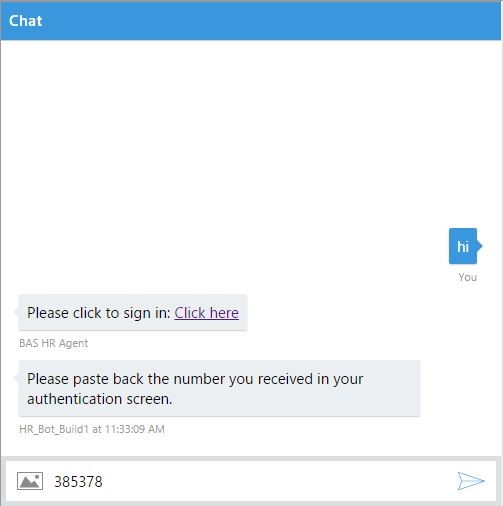 Chat
hi
You
Please click to sign in: Click here
BAS HR Agent
Please paste back the number you received in your
authentication screen.
HR_Bot_Build1 at 11:33:09 AM
385378